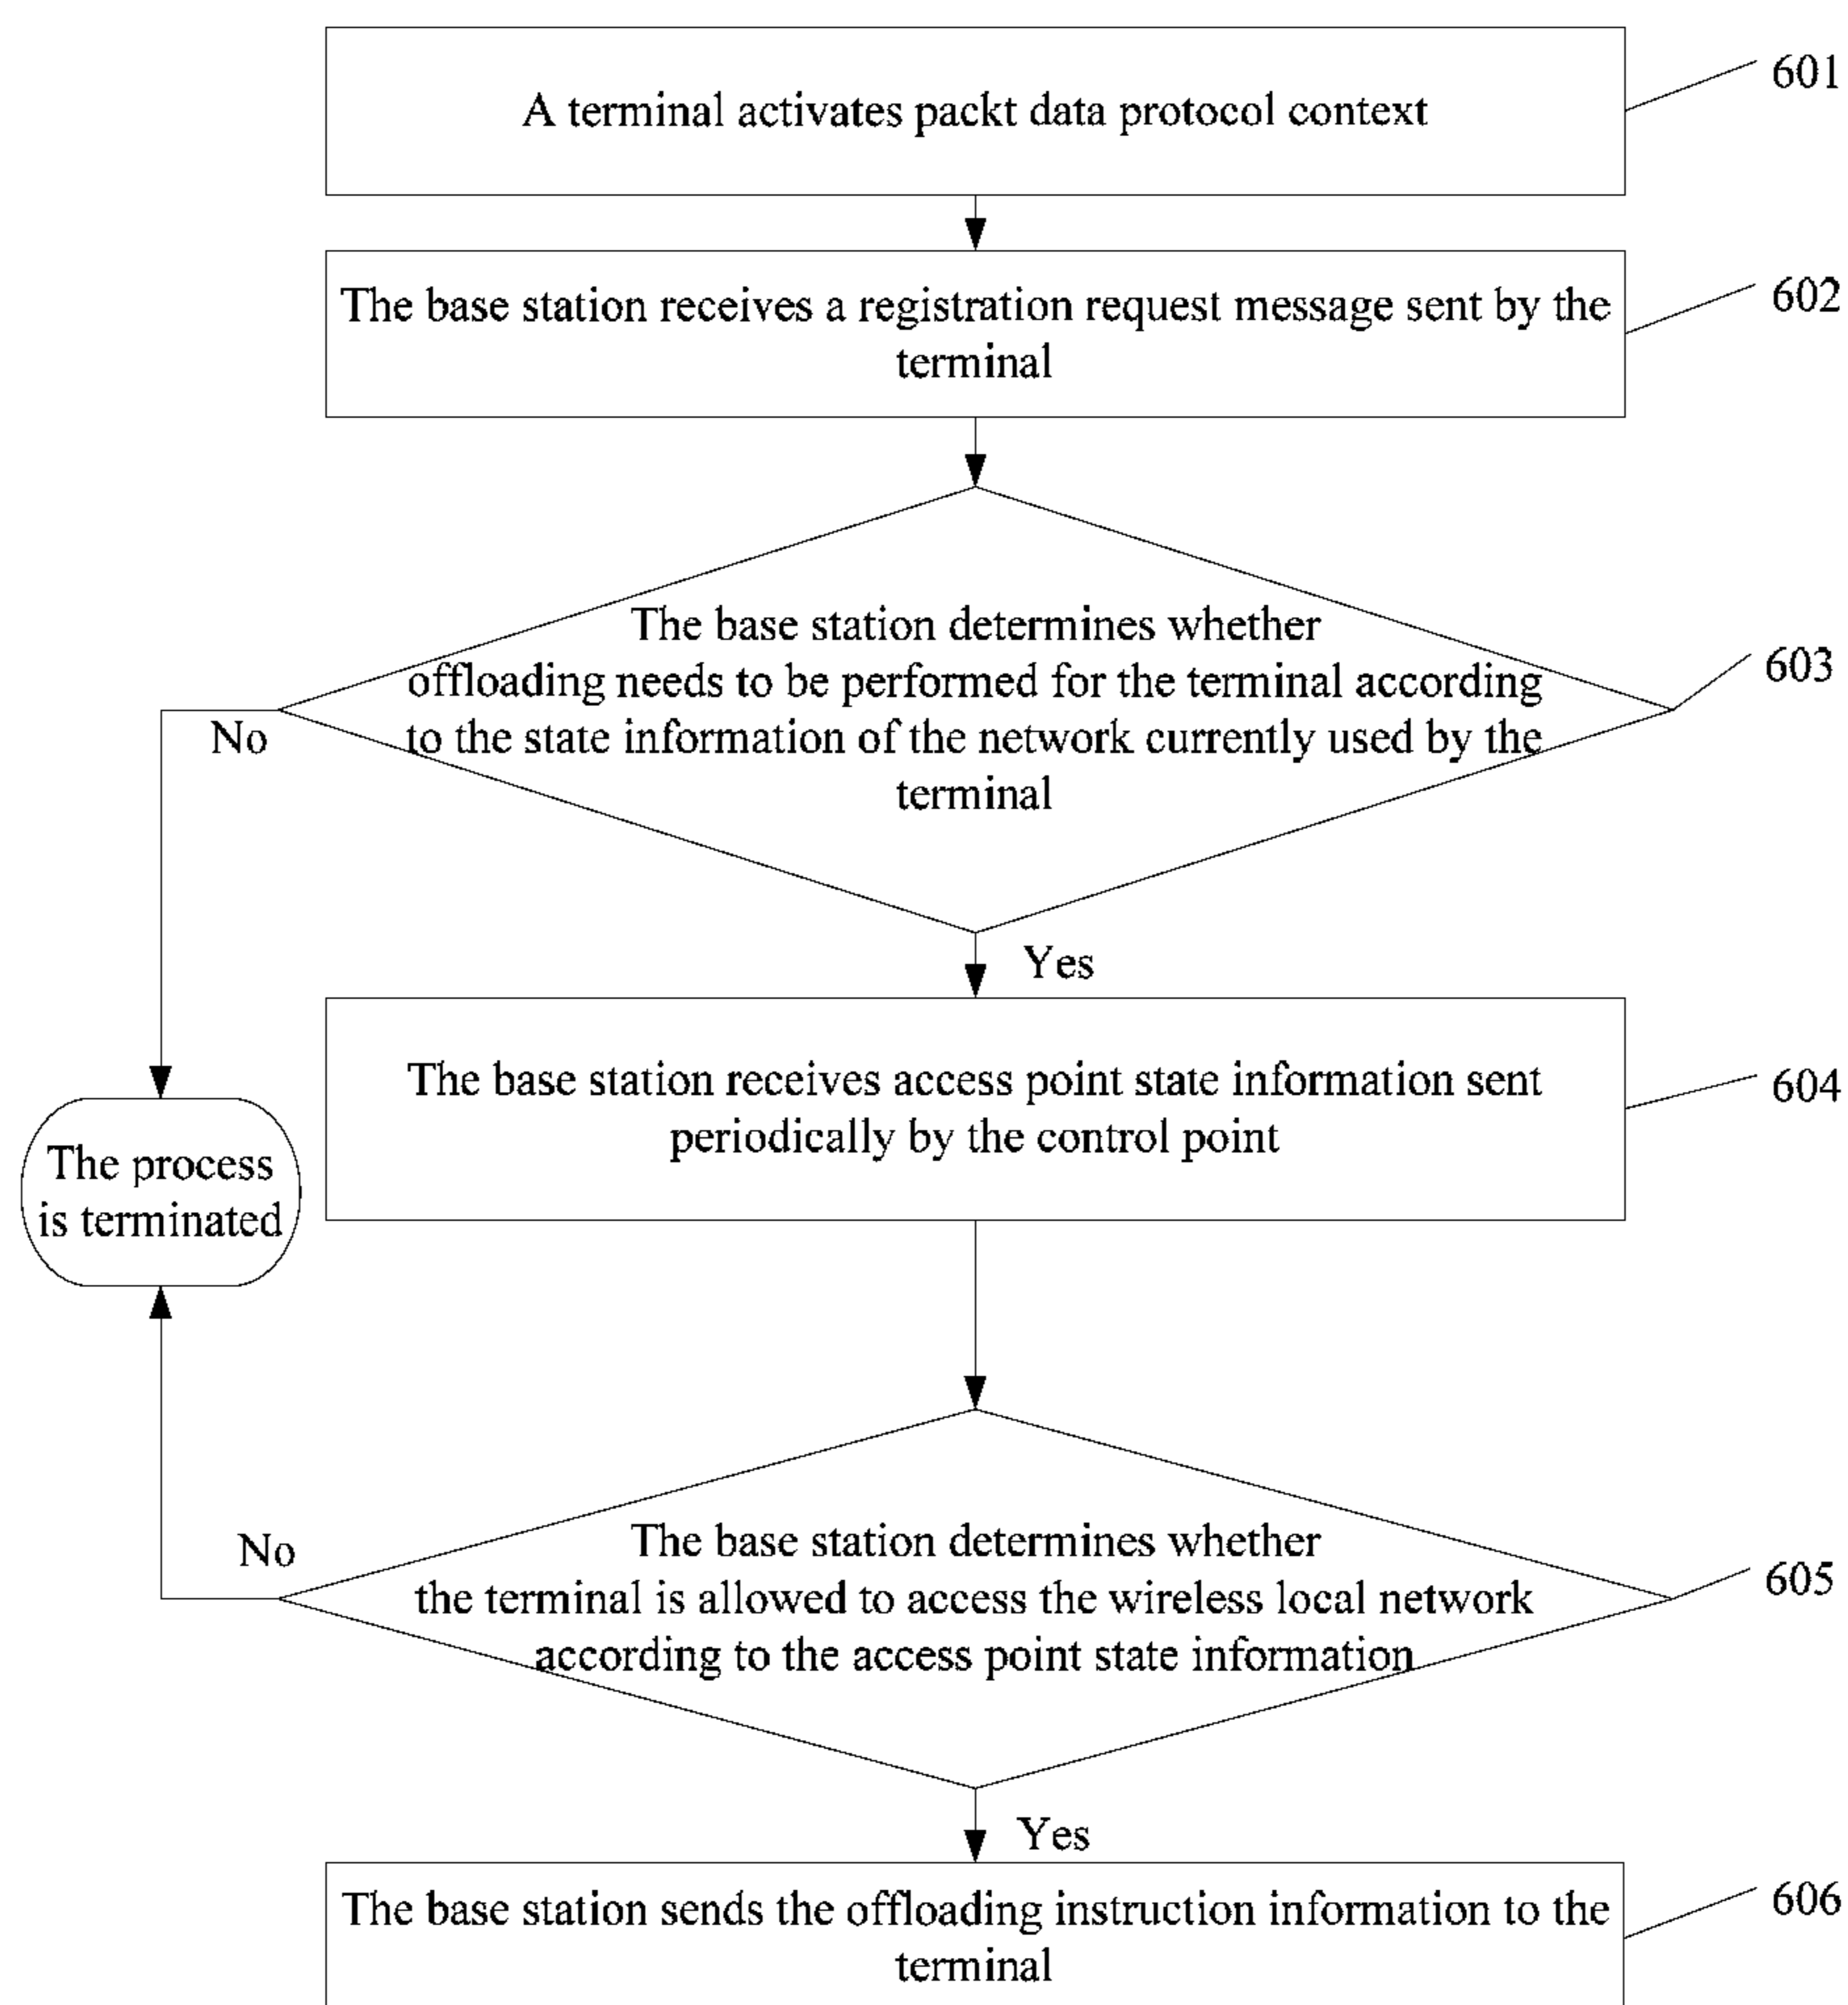 A terminal activates packt data protocol context
601
The base station receives a registration request message sent by the
terminal
602
The base station determines whether
offloading needs to be performed for the terminal according
to the state information of the network currently used by the
terminal
603
No
Yes
The base station receives access point state information sent
periodically by the control point
604
The process
is terminated
The base station determines whether
the terminal is allowed to access the wireless local network
according to the access point state information
605
No
Yes
The base station sends the offloading instruction information to the
terminal
606